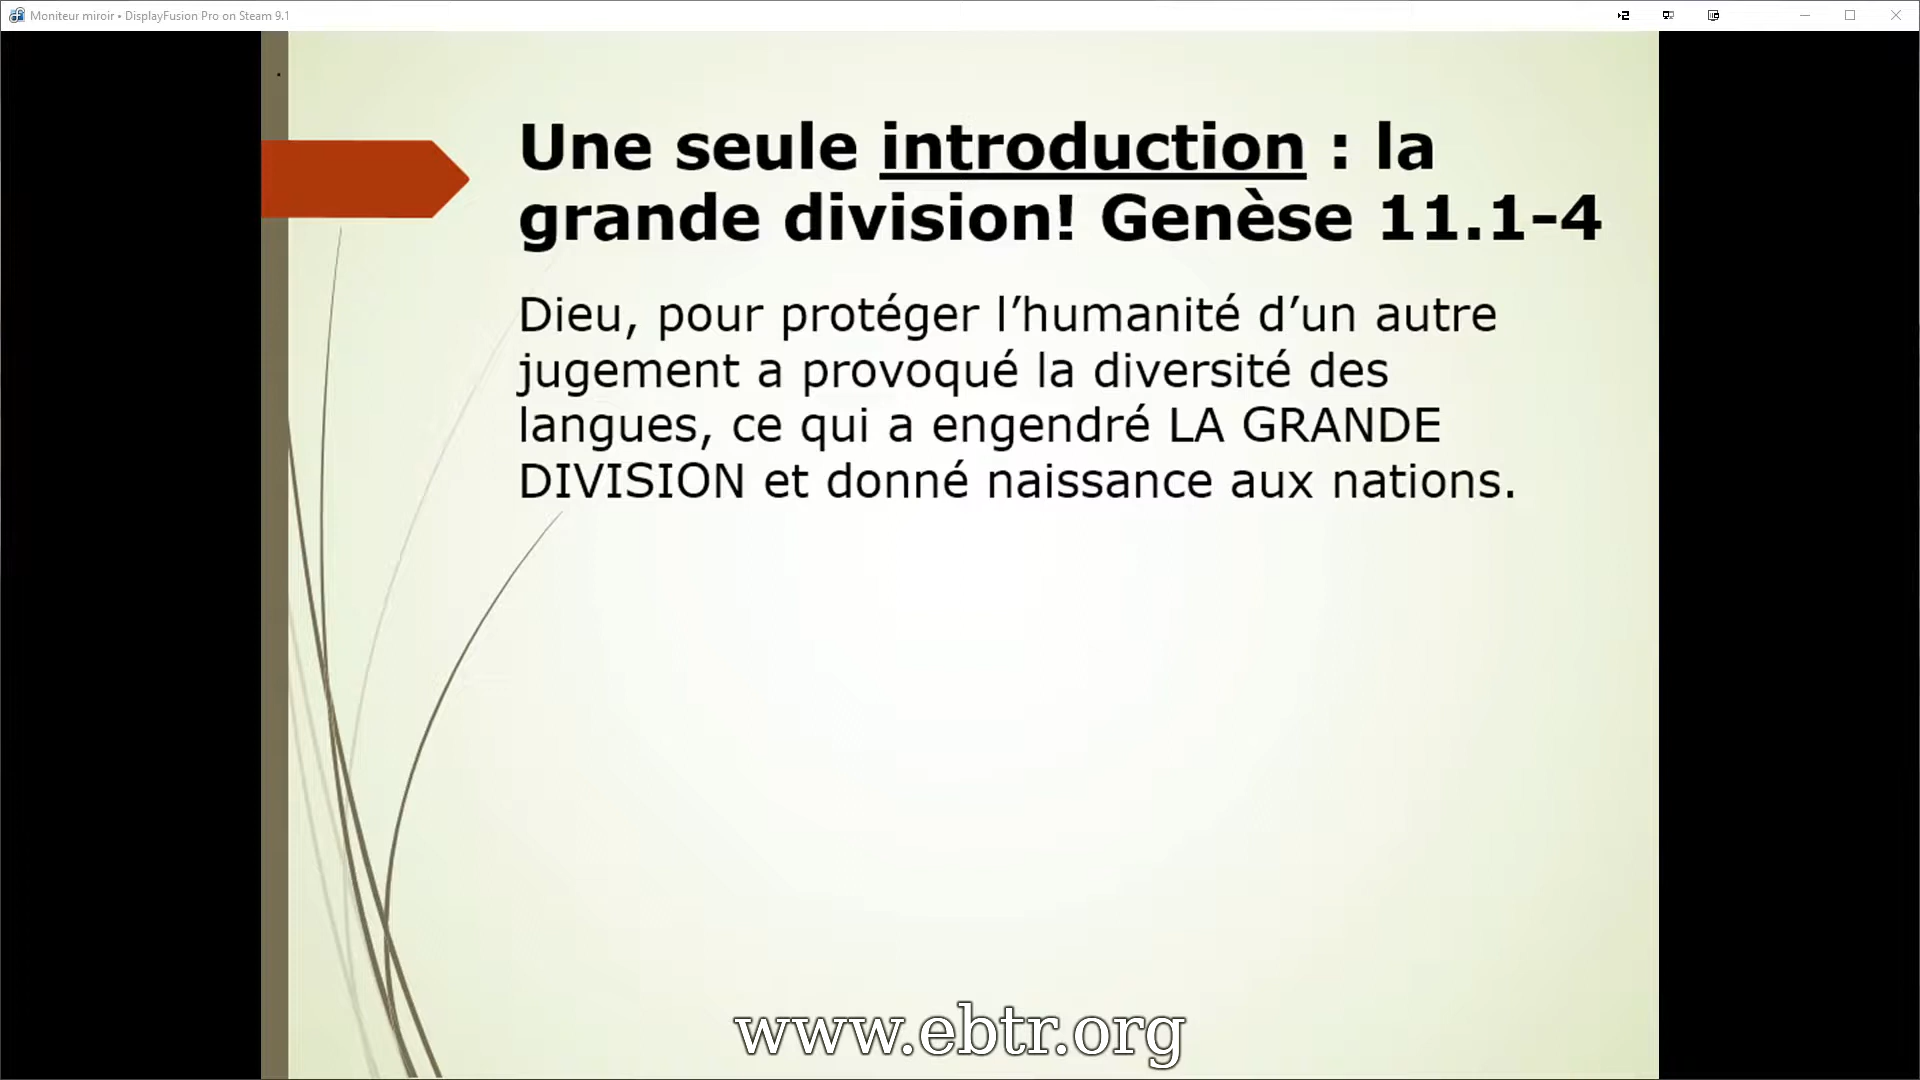 Moniteur miroir • DisplayFusion Pro on Steam 9.1
Une seule introduction : la
grande division! Genèse 11.1-4
Dieu, pour protéger l’humanité d’un autre
jugement a provoqué la diversité des
langues, ce qui a engendré LA GRANDE
DIVISION et donné naissance aux nations.
www.ebtr.org